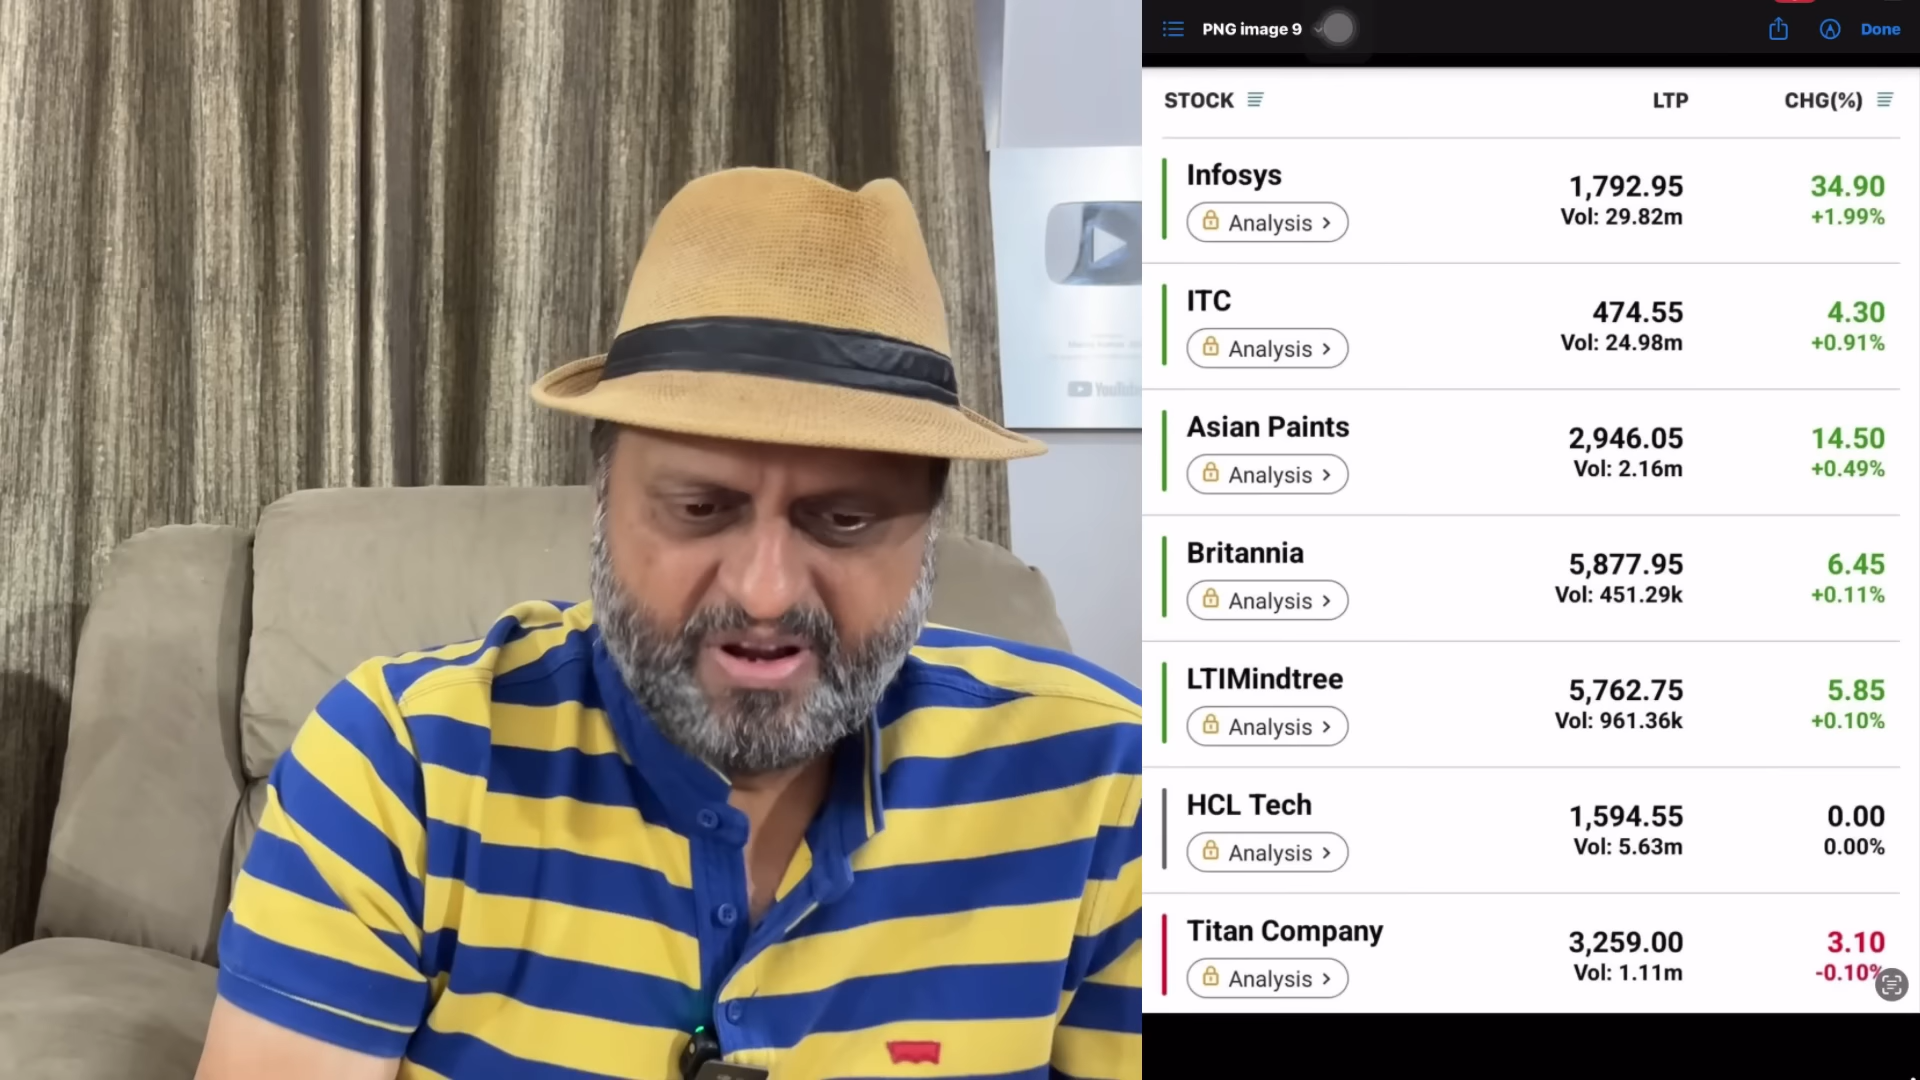 PNG image 9
Done
STOCK LTP CHG(%)
Infosys 1,792.95 34.90
Analysis > Vol: 29.82m +1.99%
ITC 474.55 4.30
Analysis > Vol: 24.98m +0.91%
Asian Paints 2,946.05 14.50
Analysis > Vol: 2.16m +0.49%
Britannia 5,877.95 6.45
Analysis > Vol: 451.29k +0.11%
LTIMindtree 5,762.75 5.85
Analysis > Vol: 961.36k +0.10%
HCL Tech 1,594.55 0.00
Analysis > Vol: 5.63m 0.00%
Titan Company 3,259.00 3.10
Analysis > Vol: 1.11m -0.10%
YouTube